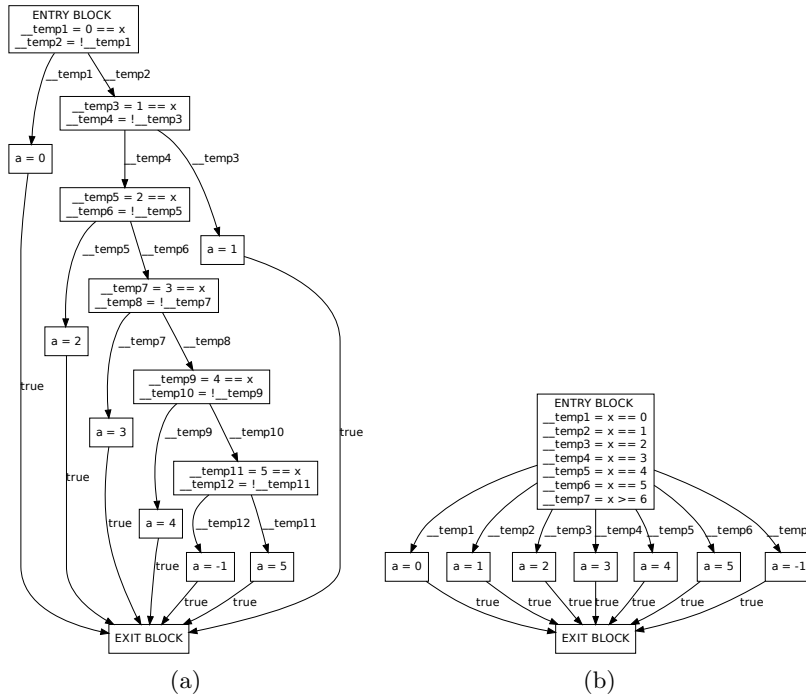 ENTRY BLOCK
__temp1 = 0 == x
__temp2 = !__temp1
__temp1
__temp2
__temp3 = 1 == x
__temp4 = !__temp3
a = 0
__temp4
__temp3
__temp5 = 2 == x
__temp6 = !__temp5
a = 1
__temp5
__temp6
__temp7 = 3 == x
__temp8 = !__temp7
a = 2
__temp7
__temp8
__temp9 = 4 == x
__temp10 = !__temp9
true
a = 3
__temp9
__temp10
true
__temp11 = 5 == x
__temp12 = !__temp11
true
a = 4
__temp12
__temp11
true
a = -1
a = 5
true
true
true
EXIT BLOCK
(a)
ENTRY BLOCK
__temp1 = x == 0
__temp2 = x == 1
__temp3 = x == 2
__temp4 = x == 3
__temp5 = x == 4
__temp6 = x == 5
__temp7 = x >= 6
__temp1
__temp2
__temp3
__temp4
__temp5
__temp6
__temp
a = 0
a = 1
a = 2
a = 3
a = 4
a = 5
a = -1
true
true
true
true
true
true
true
EXIT BLOCK
(b)